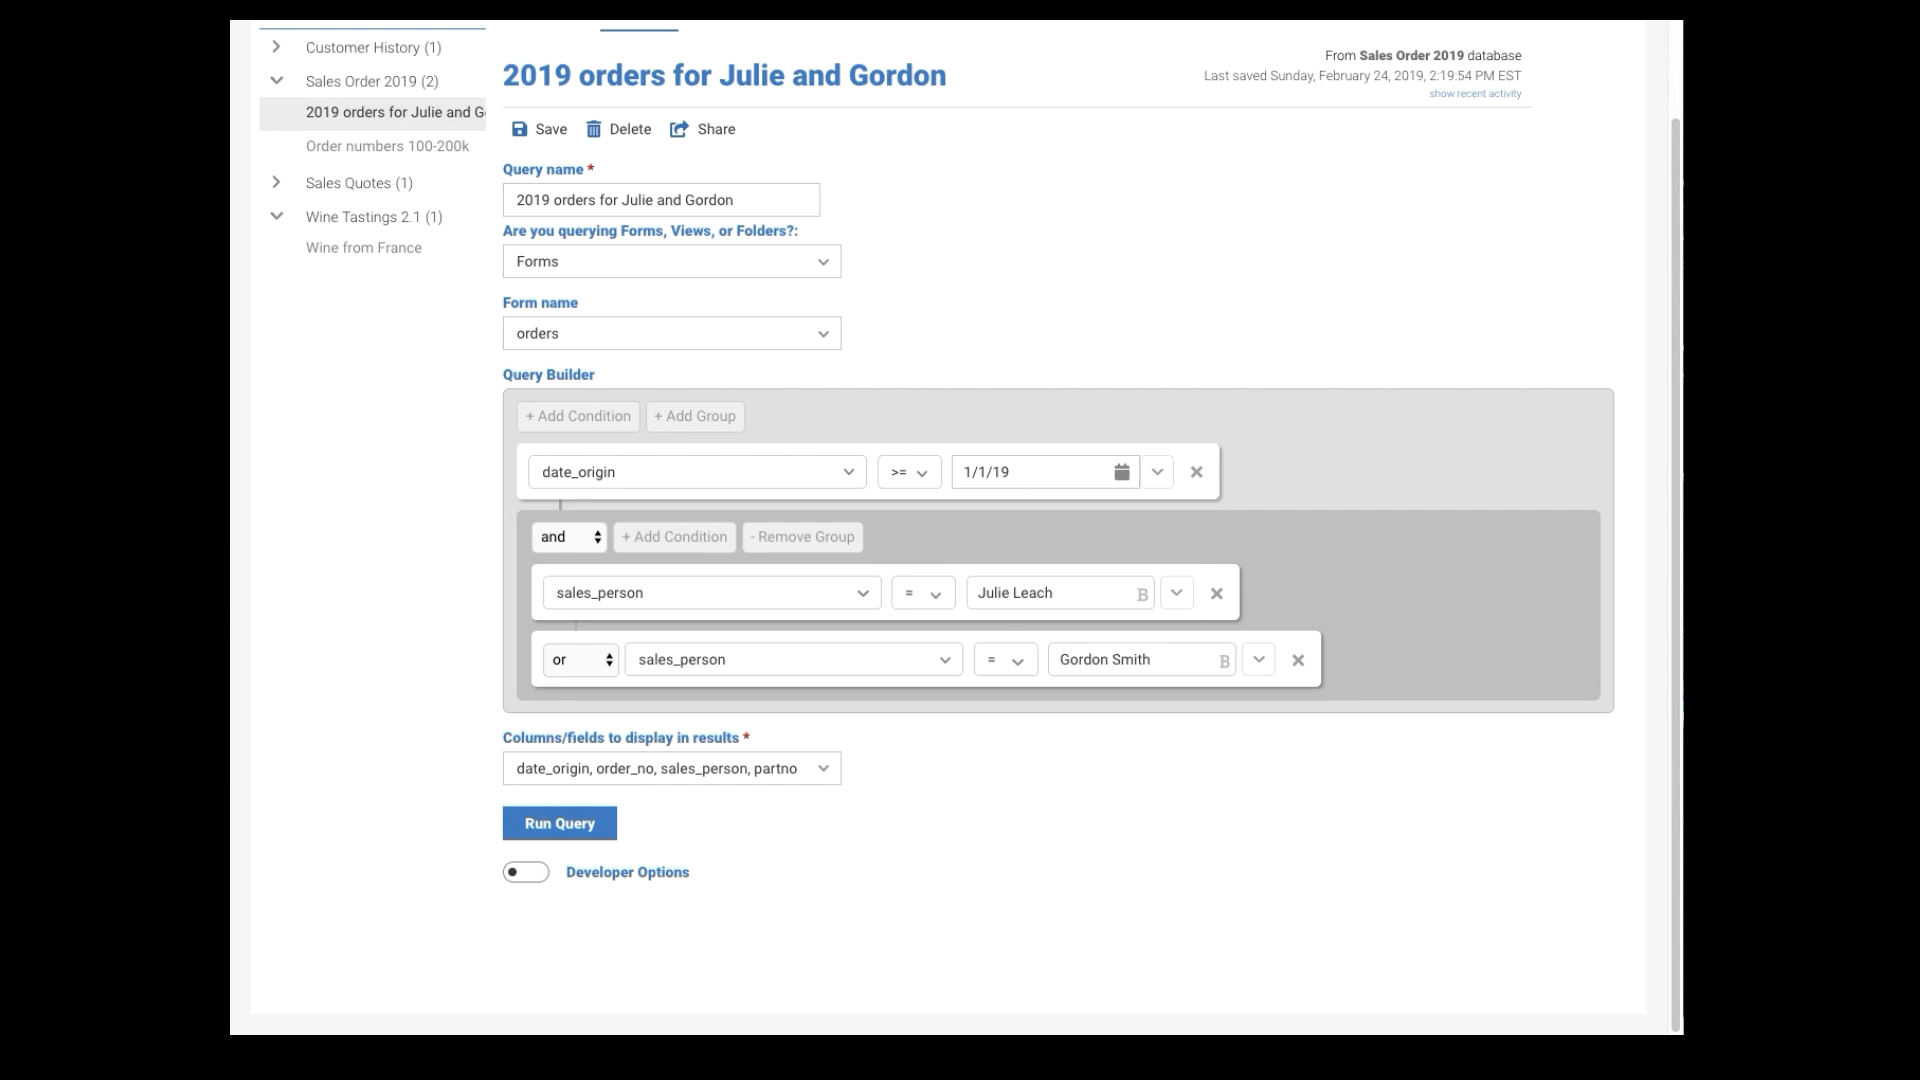 Customer History (1)
Sales Order 2019 (2)
2019 orders for Julie and G
Order numbers 100-200k
Sales Quotes (1)
Wine Tastings 2.1 (1)
Wine from France
2019 orders for Julie and Gordon
From Sales Order 2019 database
Last saved Sunday, February 24, 2019, 2:19:54 PM EST
show recent activity
Save Delete Share
Query name *
2019 orders for Julie and Gordon
Are you querying Forms, Views, or Folders?:
Forms
Form name
orders
Query Builder
+ Add Condition + Add Group
date_origin >= 1/1/19
and + Add Condition - Remove Group
sales_person = Julie Leach B
or sales_person = Gordon Smith B
Columns/fields to display in results *
date_origin, order_no, sales_person, partno
Run Query
Developer Options